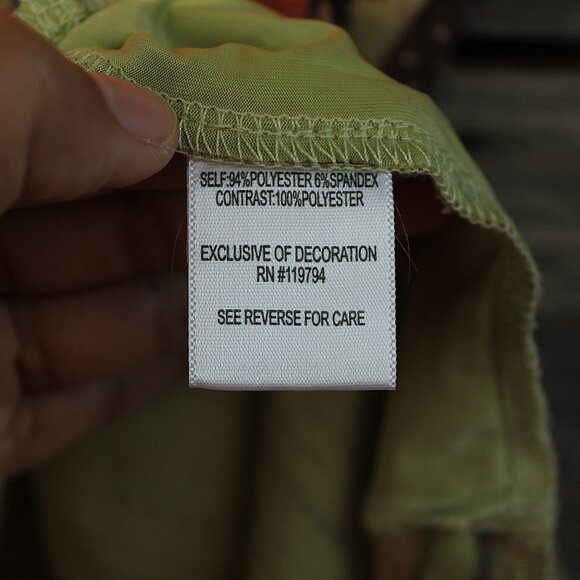 SELF:94%POLYESTER 6%SPANDEX
CONTRAST:100%POLYESTER
EXCLUSIVE OF DECORATION
RN #119794
SEE REVERSE FOR CARE